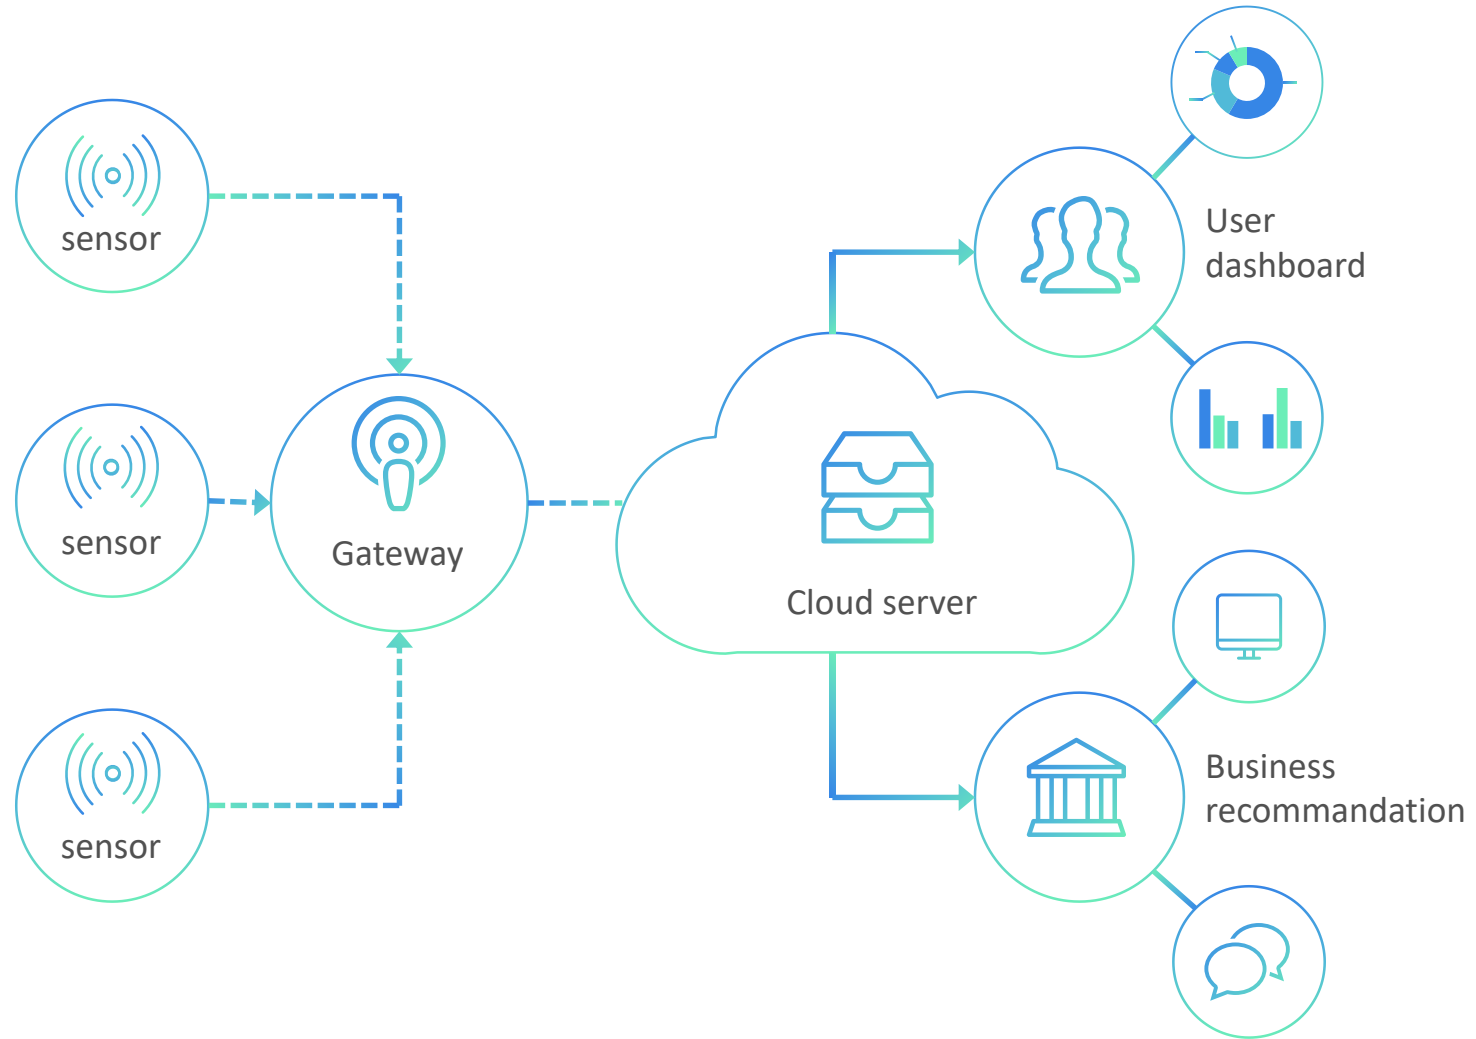 sensor
sensor
sensor
Gateway
Cloud server
User
dashboard
Business
recommandation